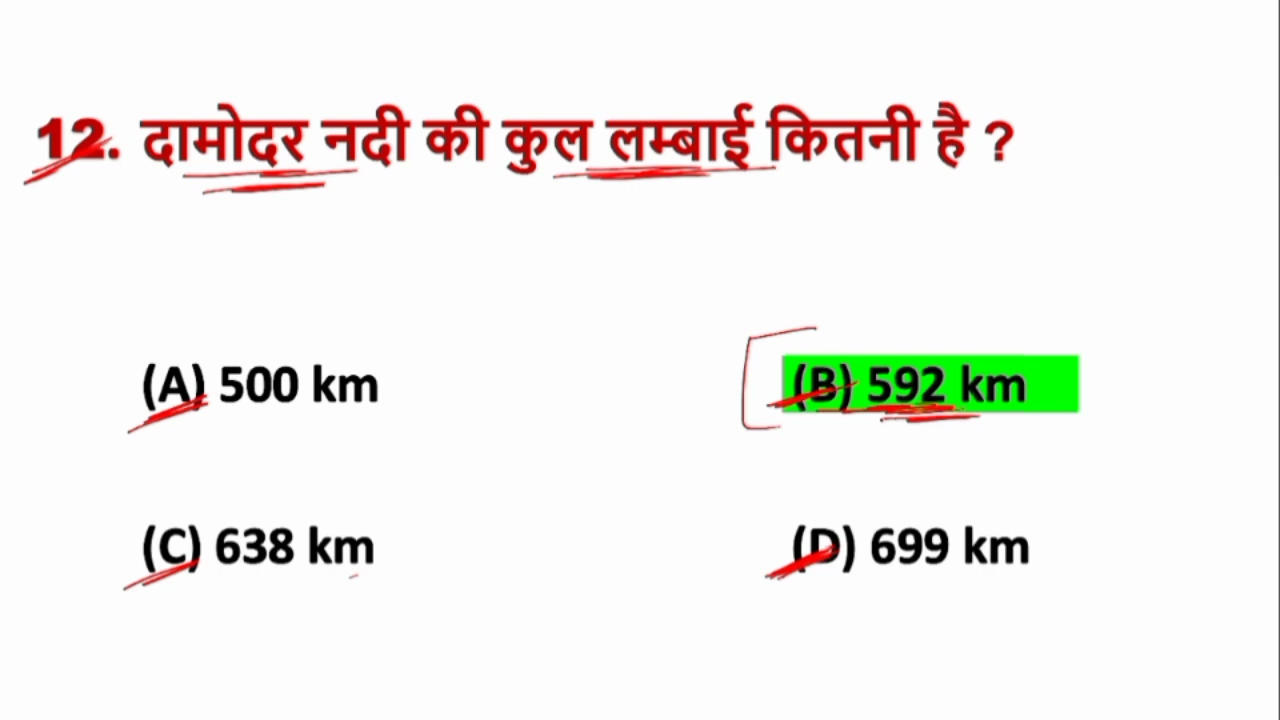 12. दामोदर नदी की कुल लम्बाई कितनी है ?
(A) 500 km
(B) 592 km
(C) 638 km
(D) 699 km